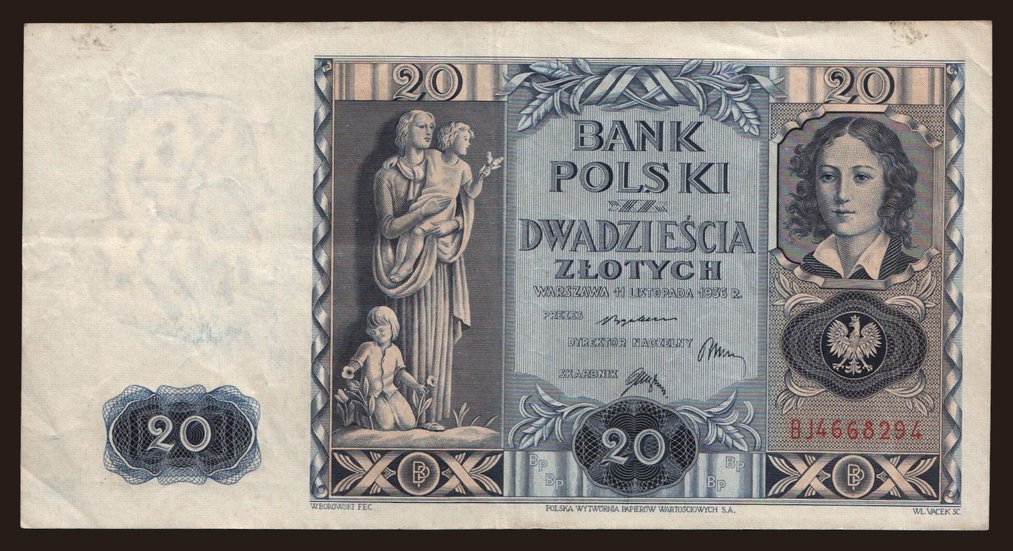 20
20
BANK
POLSKI
DWADZIEŚCIA
ZŁOTYCH
WARSZAWA 11 LISTOPADA 1936 R.
PREZES
DYREKTOR NACZELNY
SKARBNIK
BJ4668294
20
20
BP
BP
BP
BP
BP
BP
W. BOROWSKI FEC.
POLSKA WYTWÓRNIA PAPIERÓW WARTOŚCIOWYCH S.A.
WŁ. VACEK SC.